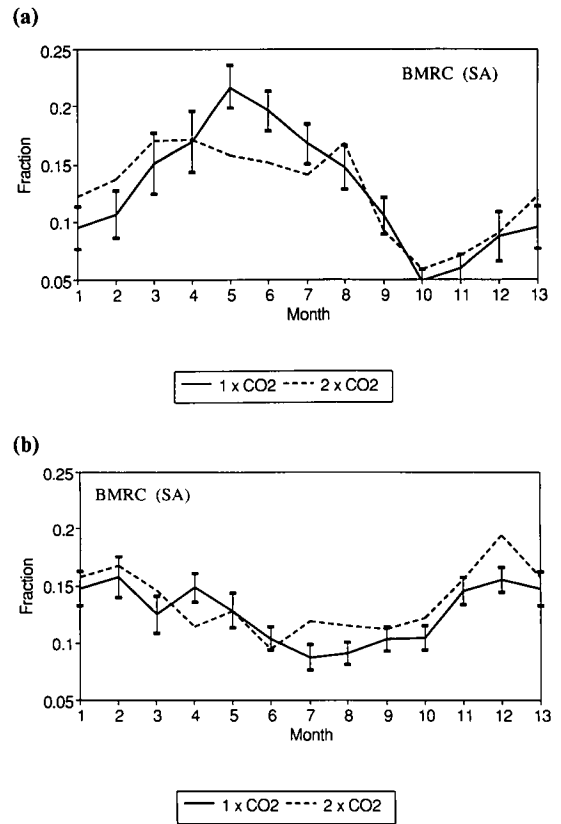 (a)
0.25
BMRC (SA)
0.2
0.15
0.1
0.05
Fraction
1 2 3 4 5 6 7 8 9 10 11 12 13
Month
1 x CO2 2 x CO2
(b)
0.25
BMRC (SA)
0.2
0.15
0.1
0.05
Fraction
1 2 3 4 5 6 7 8 9 10 11 12 13
Month
1 x CO2 2 x CO2